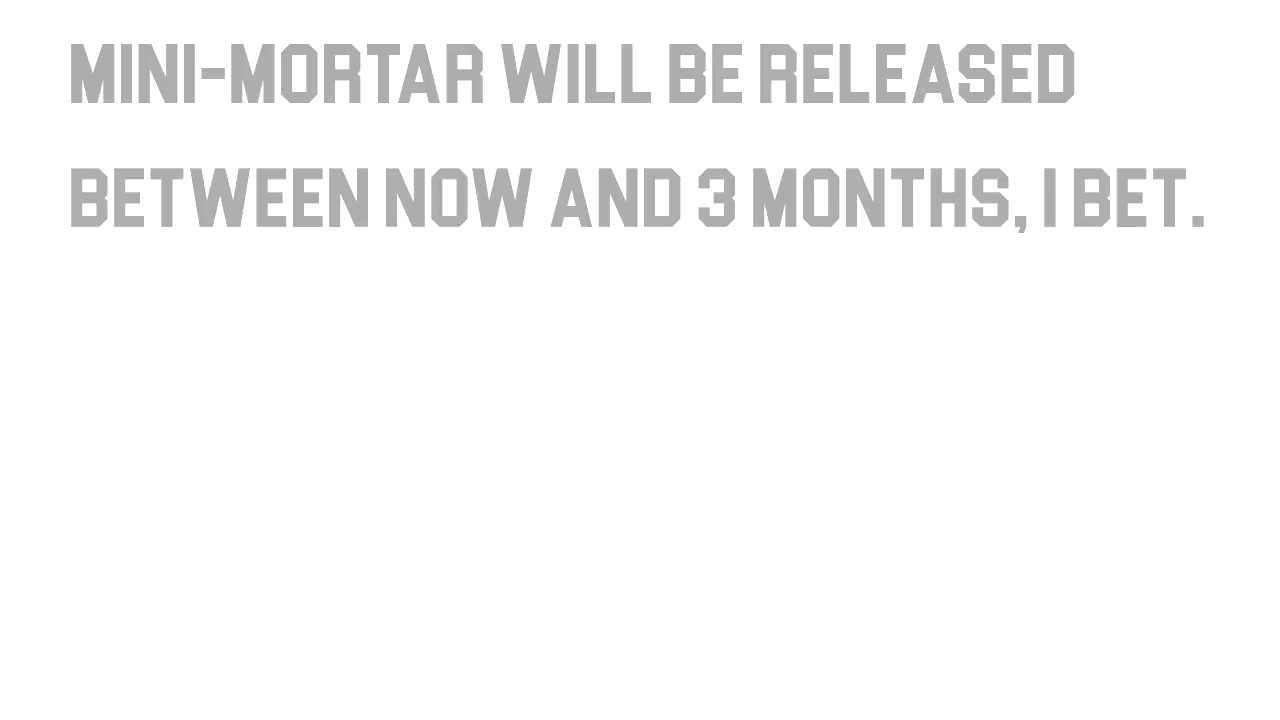 MINI-MORTAR WILL BE RELEASED
BETWEEN NOW AND 3 MONTHS, I BET.